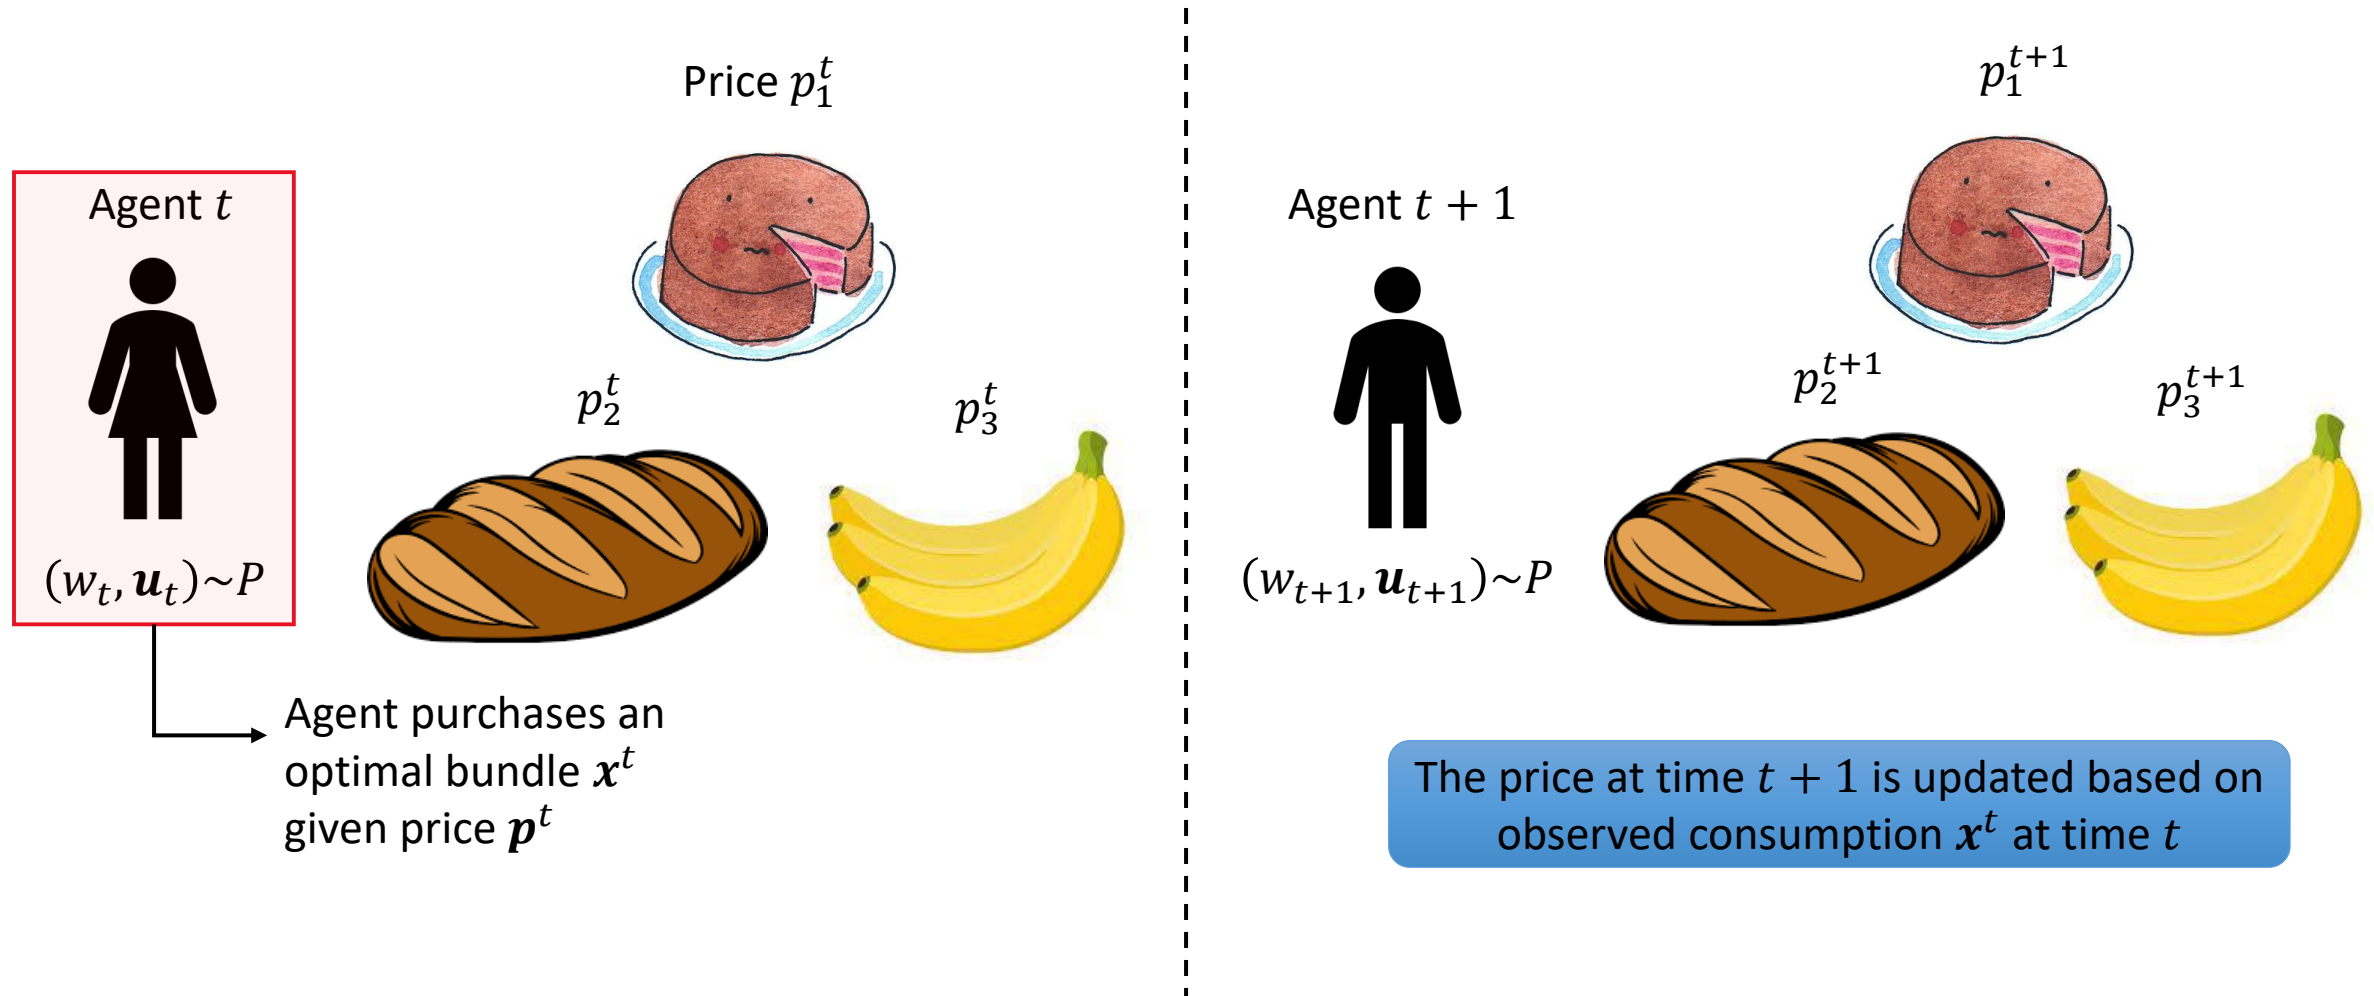 Price $p_1^t$
Agent $t$
$p_2^t$
$p_3^t$
$(w_t, \boldsymbol{u}_t) \sim P$
Agent purchases an
optimal bundle $\boldsymbol{x}^t$
given price $\boldsymbol{p}^t$
$p_1^{t+1}$
Agent $t + 1$
$p_2^{t+1}$
$p_3^{t+1}$
$(w_{t+1}, \boldsymbol{u}_{t+1}) \sim P$
The price at time $t + 1$ is updated based on
observed consumption $\boldsymbol{x}^t$ at time $t$